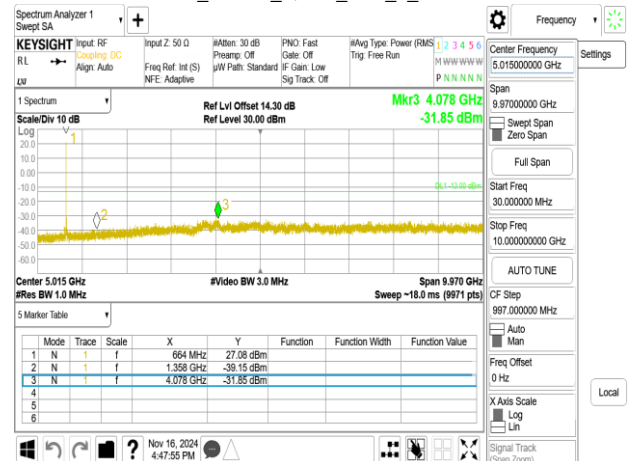 Spectrum Analyzer 1
Swept SA
Frequency
KEYSIGHT
RL
Input: RF
Coupling: DC
Align: Auto
Input Z: 50 Ω
Freq Ref: Int (S)
NFE: Adaptive
#Atten: 30 dB
Preamp: Off
µW Path: Standard
PNO: Fast
Gate: Off
IF Gain: Low
Sig Track: Off
#Avg Type: Power (RMS
Trig: Free Run
1 2 3 4 5 6
M W W W W W
P N N N N N
Center Frequency
5.015000000 GHz
Settings
Span
9.97000000 GHz
Swept Span
Zero Span
Full Span
Start Freq
30.000000 MHz
Stop Freq
10.000000000 GHz
AUTO TUNE
CF Step
997.000000 MHz
Auto
Man
Freq Offset
0 Hz
X Axis Scale
Log
Lin
Local
Signal Track
(Span Zoom)
1 Spectrum
Scale/Div 10 dB
Ref Lvl Offset 14.30 dB
Ref Level 30.00 dBm
Mkr3 4.078 GHz
-31.85 dBm
Log
20.0
10.0
0.00
-10.0
-20.0
-30.0
-40.0
-50.0
-60.0
1
2
3
DL1 -13.00 dBm
Center 5.015 GHz
#Res BW 1.0 MHz
#Video BW 3.0 MHz
Span 9.970 GHz
Sweep ~18.0 ms (9971 pts)
5 Marker Table
Mode Trace Scale X Y Function Function Width Function Value
1 N 1 f 664 MHz 27.08 dBm
2 N 1 f 1.358 GHz -39.15 dBm
3 N 1 f 4.078 GHz -31.85 dBm
4
5
6
?
Nov 16, 2024
4:47:55 PM